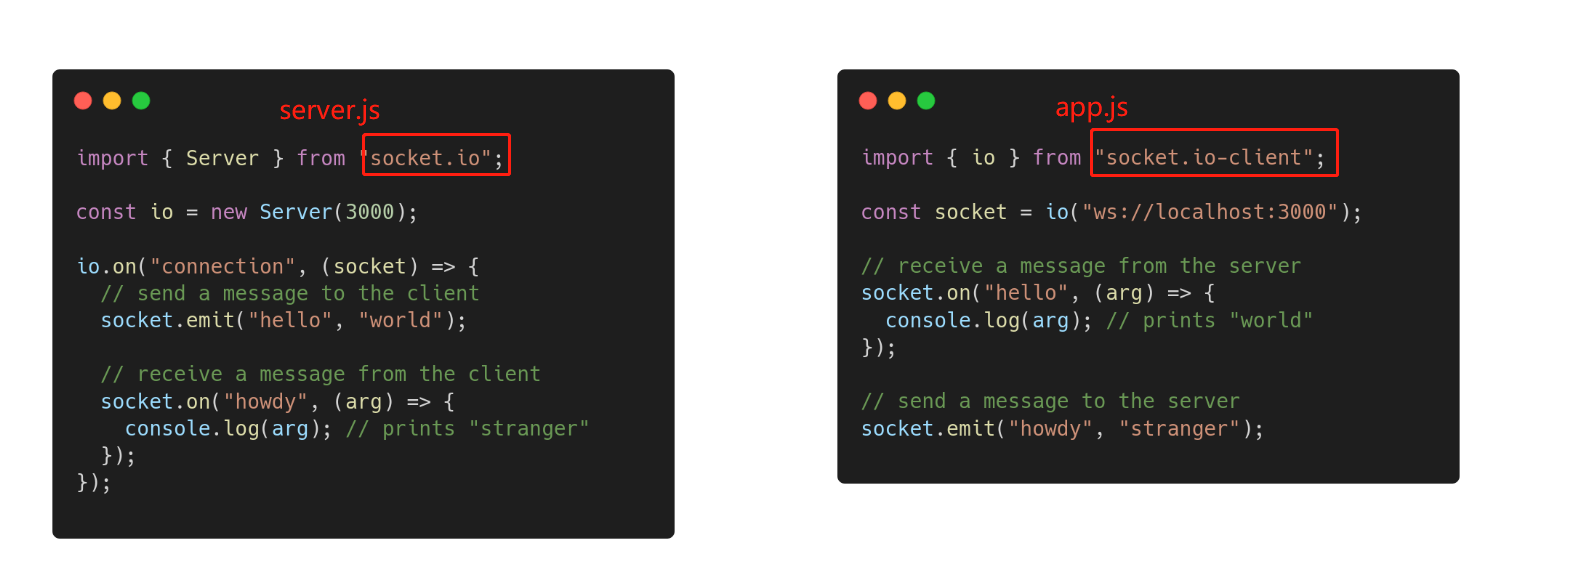 server.js
import { Server } from "socket.io";
const io = new Server(3000);
io.on("connection", (socket) => {
  // send a message to the client
  socket.emit("hello", "world");
  // receive a message from the client
  socket.on("howdy", (arg) => {
    console.log(arg); // prints "stranger"
  });
});
app.js
import { io } from "socket.io-client";
const socket = io("ws://localhost:3000");
// receive a message from the server
socket.on("hello", (arg) => {
  console.log(arg); // prints "world"
});
// send a message to the server
socket.emit("howdy", "stranger");